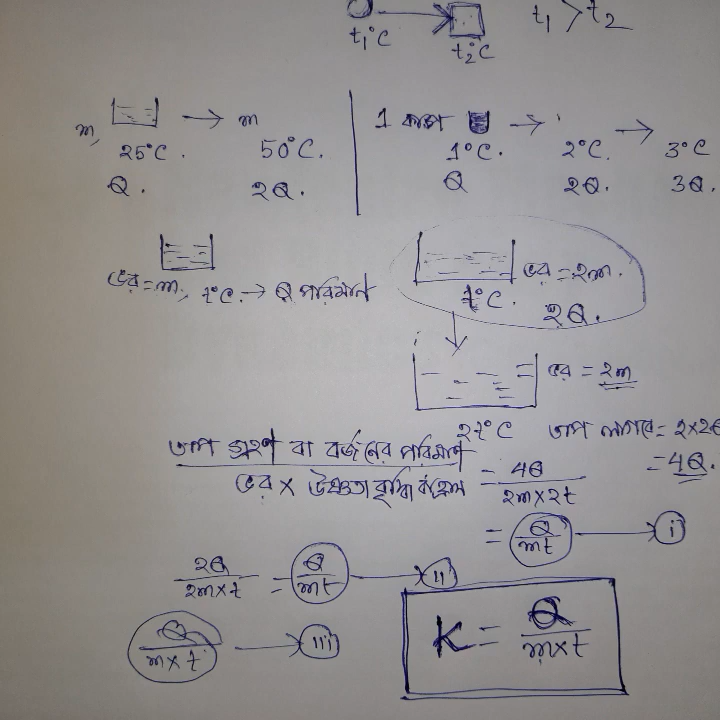 t₁°C
t₂°C
t₁ > t₂
m,
→ m
25°C.
50°C.
Q.
2Q.
1 কাপ → →
1°C.
2°C.
3°C
Q
2Q.
3Q.
ভর = m, t°C. → Q পরিমাণ
ভর = 2m.
t°C.
2Q.
ভর = 2m
2t°C তাপ লাগবে = 2×2Q
= 4Q.
তাপ গ্রহণ বা বর্জনের পরিমাণ
ভর × উষ্ণতা বৃদ্ধি বা হ্রাস
= 4Q / 2m×2t
= Q / mt → i
2Q / 2m×t = Q / mt → ii
Q / m×t → iii
K = Q / m×t